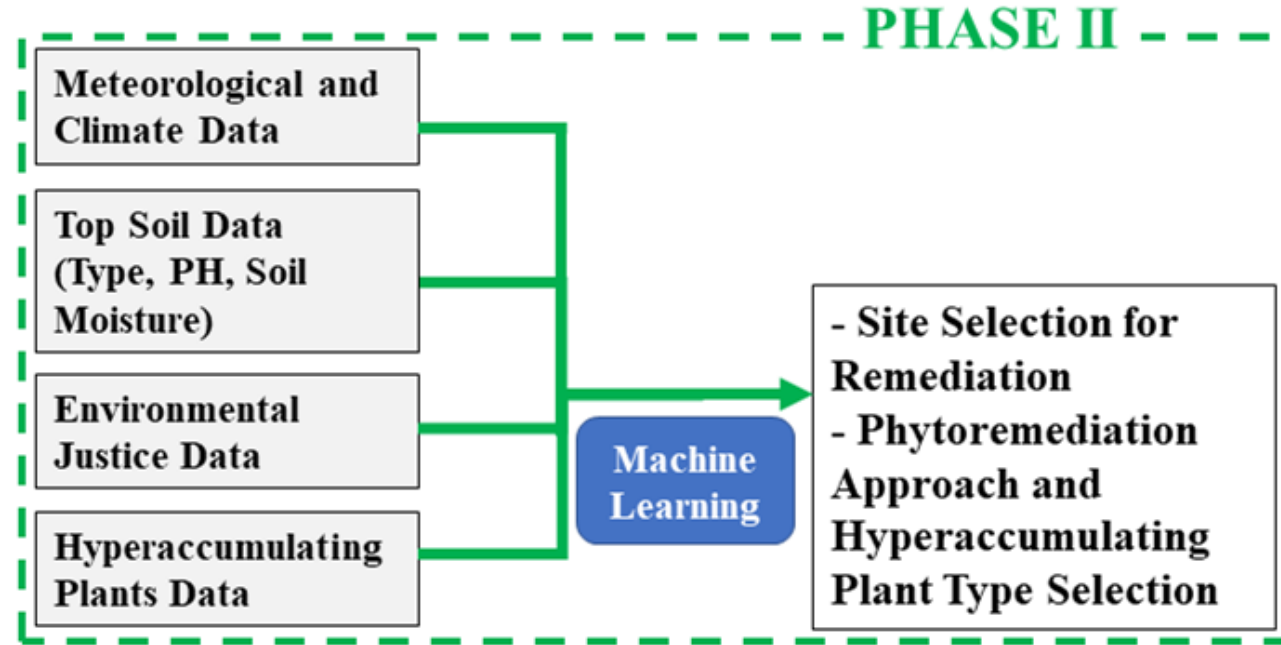 PHASE II
Meteorological and
Climate Data
Top Soil Data
(Type, PH, Soil
Moisture)
Environmental
Justice Data
Hyperaccumulating
Plants Data
Machine
Learning
- Site Selection for
Remediation
- Phytoremediation
Approach and
Hyperaccumulating
Plant Type Selection